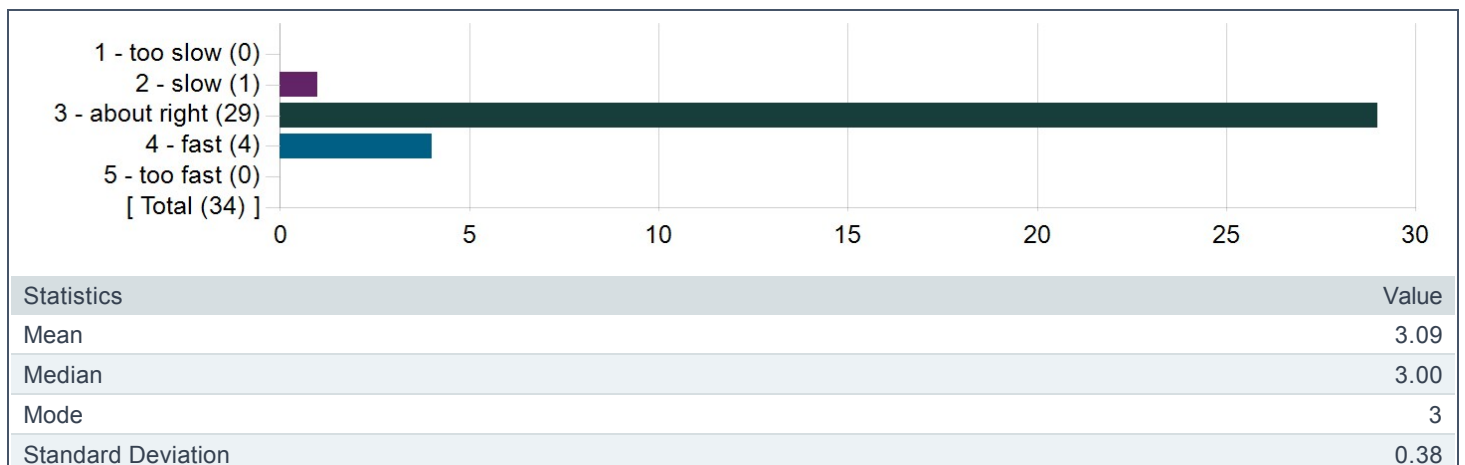 1 - too slow (0)
2 - slow (1)
3 - about right (29)
4 - fast (4)
5 - too fast (0)
[ Total (34) ]
0 5 10 15 20 25 30
Statistics Value
Mean 3.09
Median 3.00
Mode 3
Standard Deviation 0.38